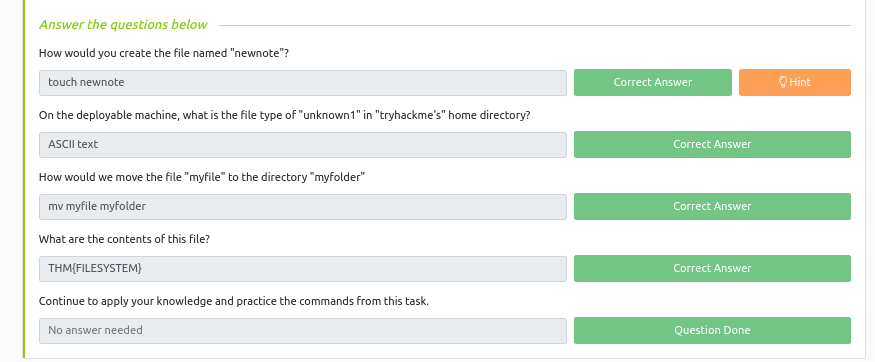 Answer the questions below
How would you create the file named "newnote"?
touch newnote
Correct Answer
Hint
On the deployable machine, what is the file type of "unknown1" in "tryhackme's" home directory?
ASCII text
Correct Answer
How would we move the file "myfile" to the directory "myfolder"
mv myfile myfolder
Correct Answer
What are the contents of this file?
THM{FILESYSTEM}
Correct Answer
Continue to apply your knowledge and practice the commands from this task.
No answer needed
Question Done